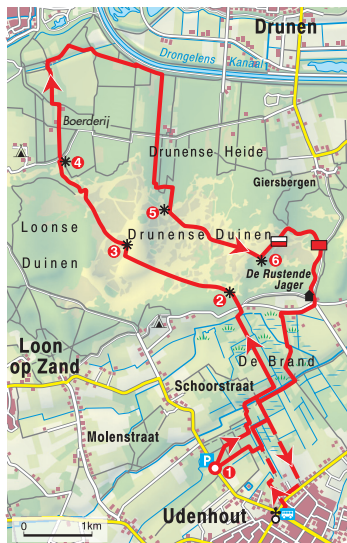 Drunen
Drongelens Kanaal
Boerderij
4
Drunense Heide
Giersbergen
5
Loonse
Duinen
Drunense Duinen
3
6
De Rustende
Jager
2
Loon
op Zand
De Brand
Schoorstraat
Molenstraat
P
1
Udenhout
0 1km